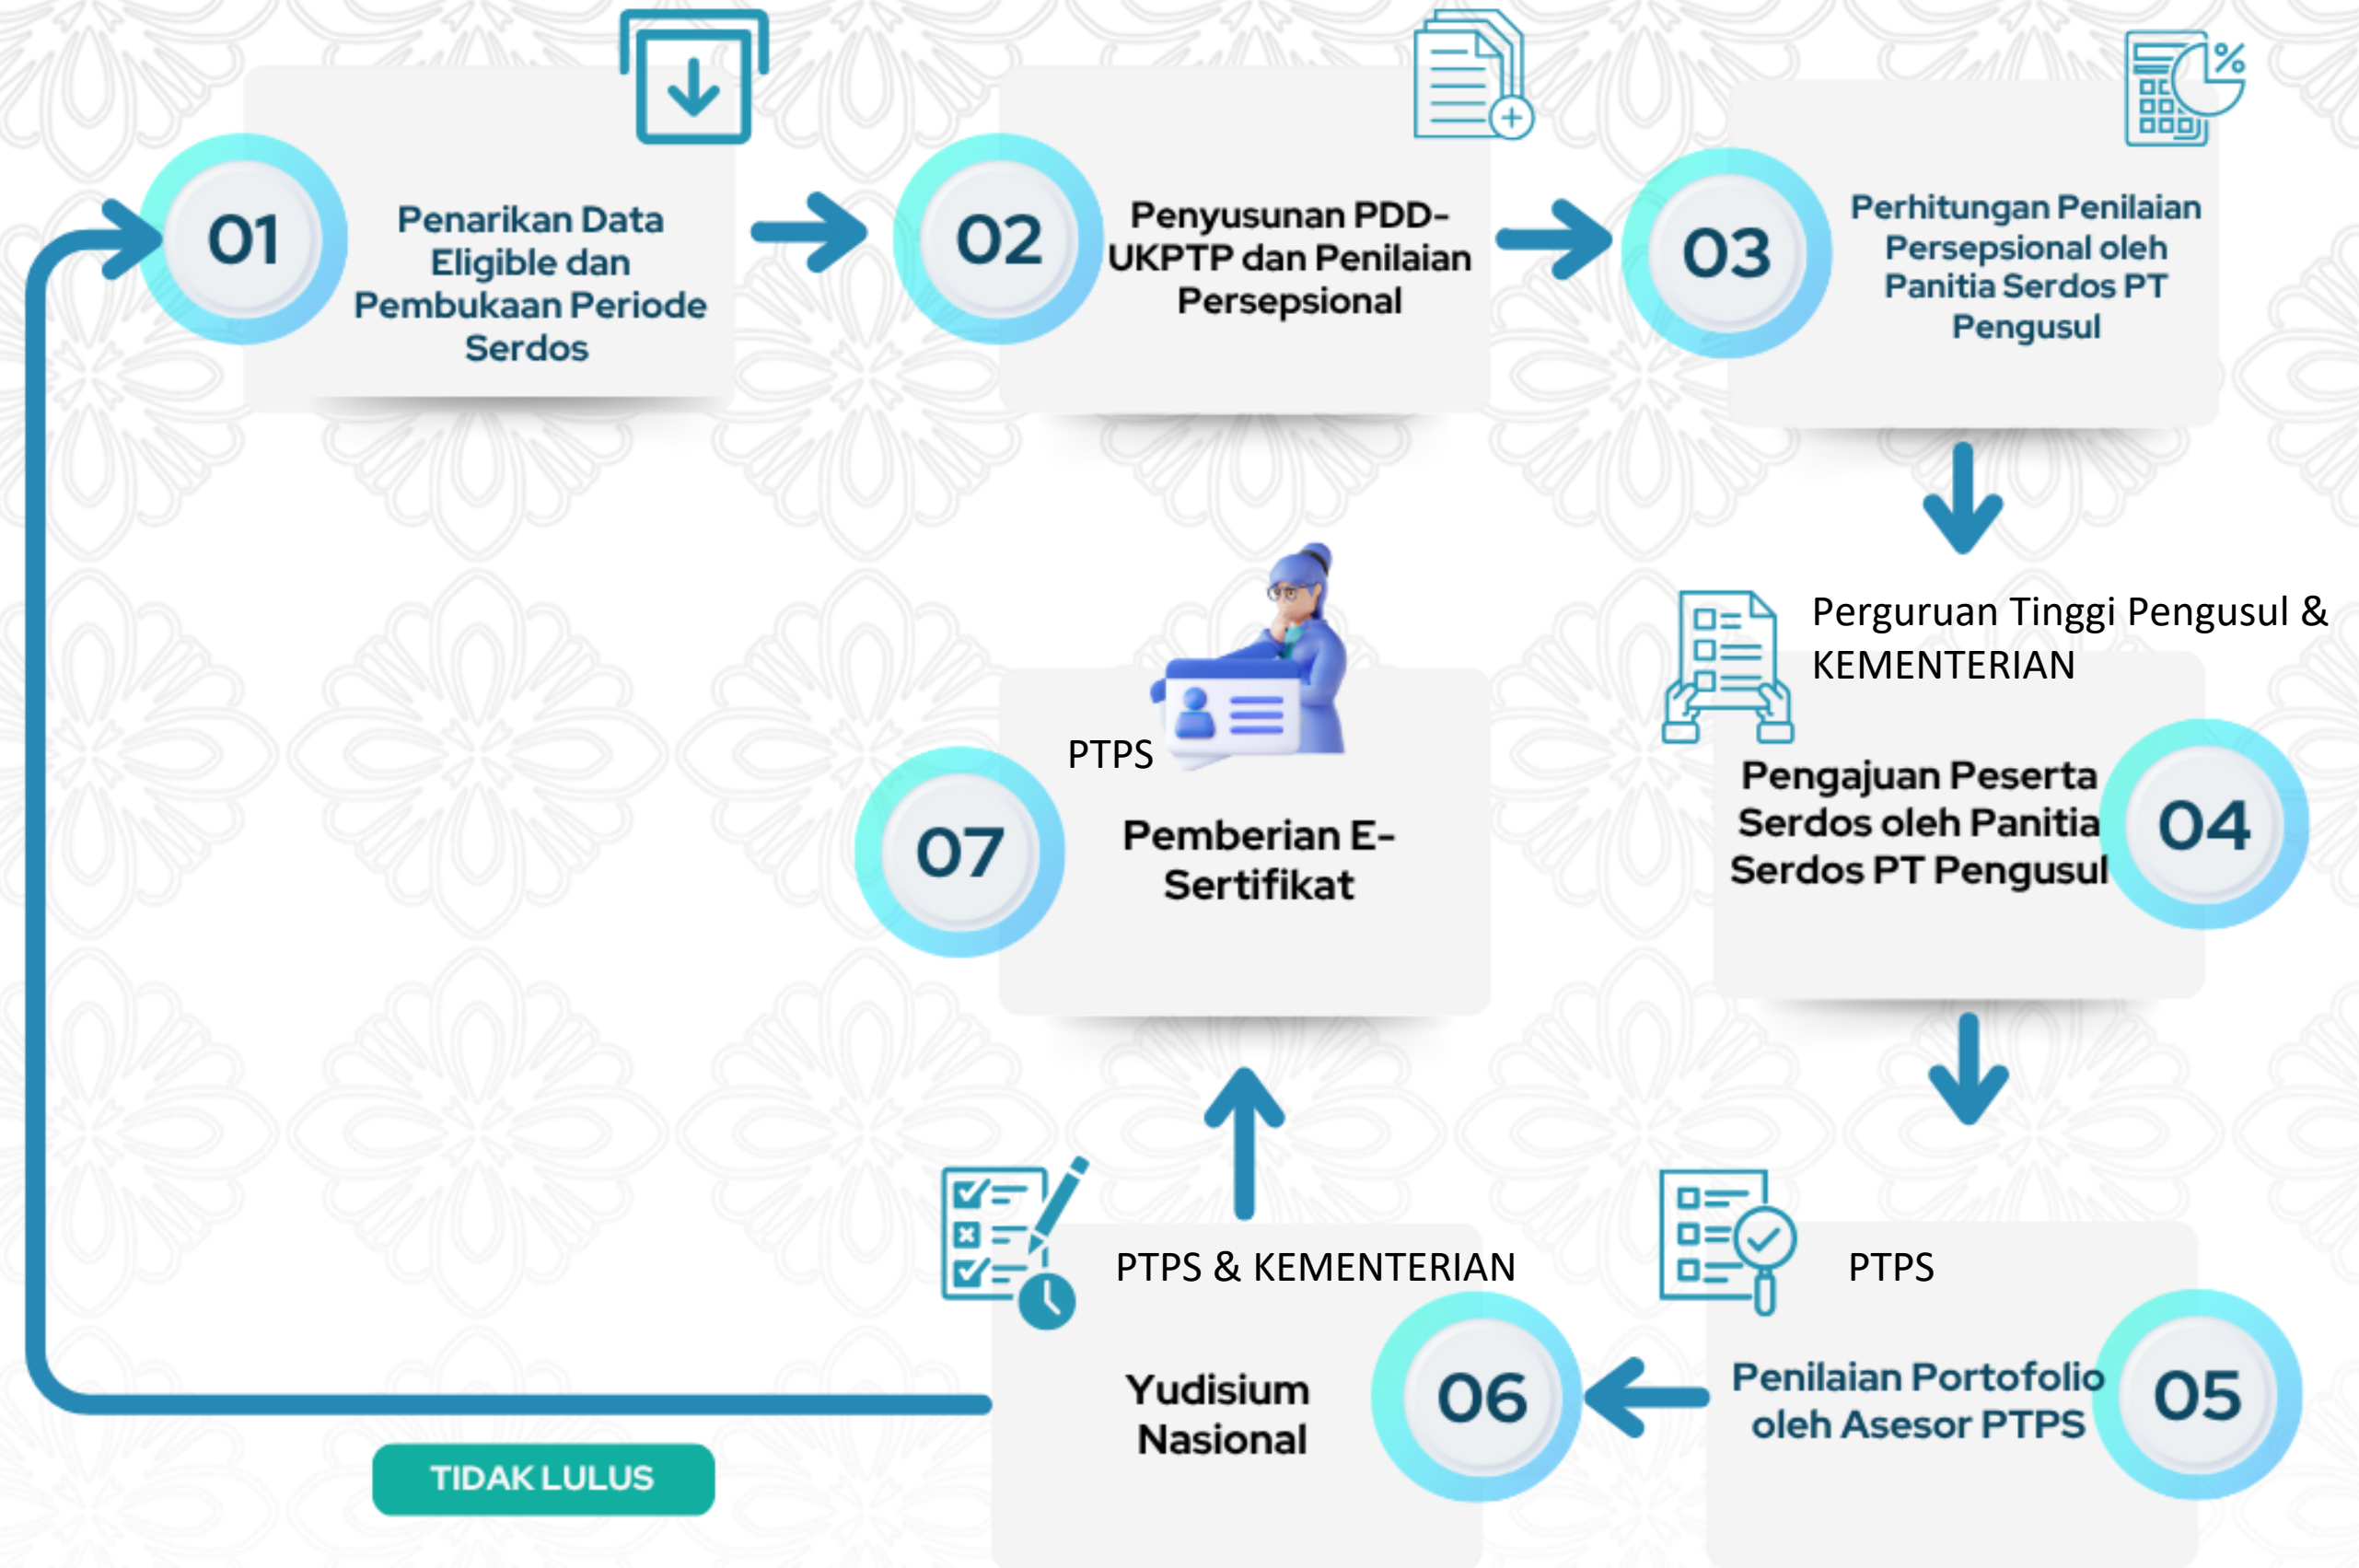 01
Penarikan Data
Eligible dan
Pembukaan Periode
Serdos
02
Penyusunan PDD-
UKPTP dan Penilaian
Persepsional
03
Perhitungan Penilaian
Persepsional oleh
Panitia Serdos PT
Pengusul
Perguruan Tinggi Pengusul &
KEMENTERIAN
Pengajuan Peserta
Serdos oleh Panitia
Serdos PT Pengusul
04
PTPS
Penilaian Portofolio
oleh Asesor PTPS
05
PTPS & KEMENTERIAN
Yudisium
Nasional
06
PTPS
07
Pemberian E-
Sertifikat
TIDAK LULUS